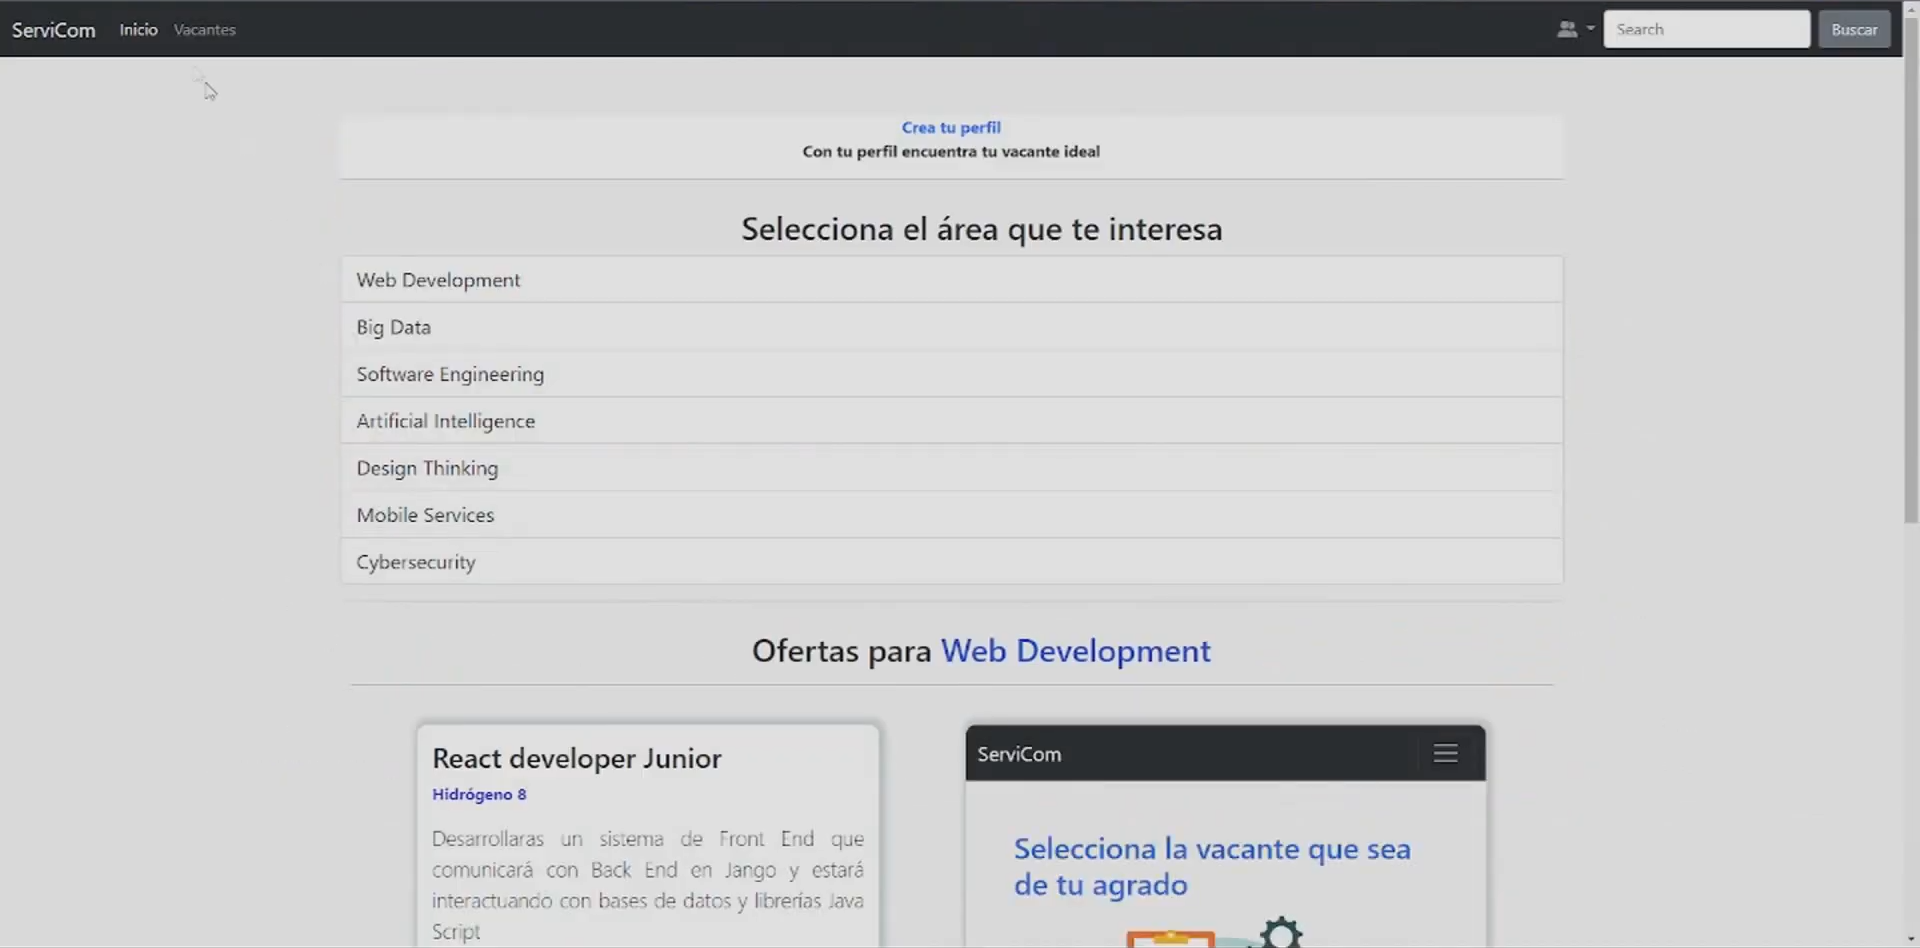 ServiCom Inicio Vacantes Search Buscar
Crea tu perfil
Con tu perfil encuentra tu vacante ideal
Selecciona el área que te interesa
Web Development
Big Data
Software Engineering
Artificial Intelligence
Design Thinking
Mobile Services
Cybersecurity
Ofertas para Web Development
React developer Junior
Hidrógeno 8
Desarrollaras un sistema de Front End que
comunicará con Back End en Jango y estará
interactuando con bases de datos y librerías Java
Script
ServiCom
Selecciona la vacante que sea
de tu agrado